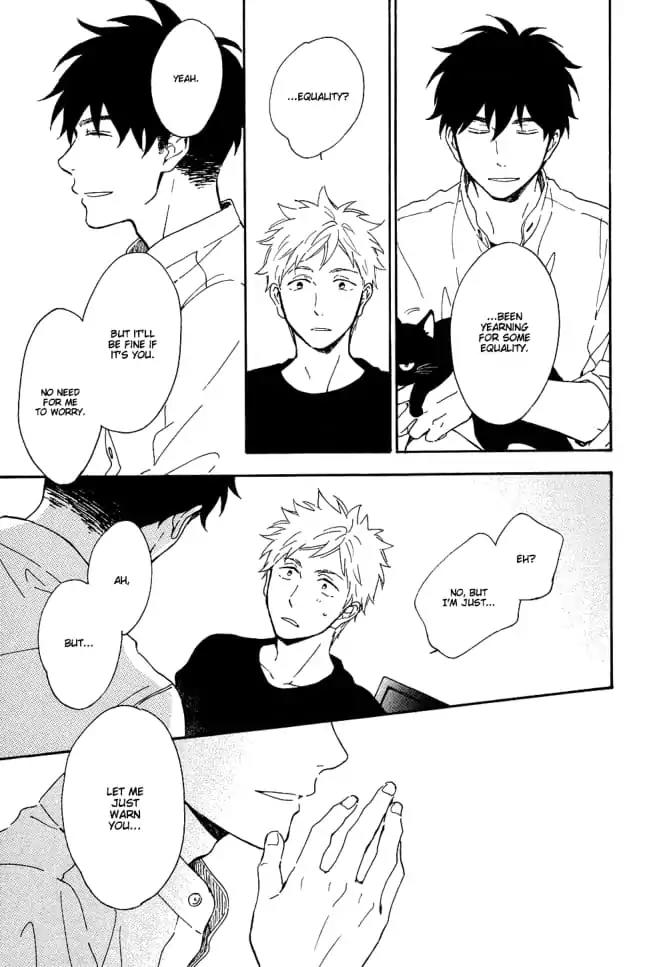 ...BEEN
YEARNING
FOR SOME
EQUALITY.
...EQUALITY?
YEAH.
BUT IT'LL
BE FINE IF
IT'S YOU.
NO NEED
FOR ME
TO WORRY.
EH?
NO, BUT
I'M JUST...
AH,
BUT...
LET ME
JUST
WARN
YOU...